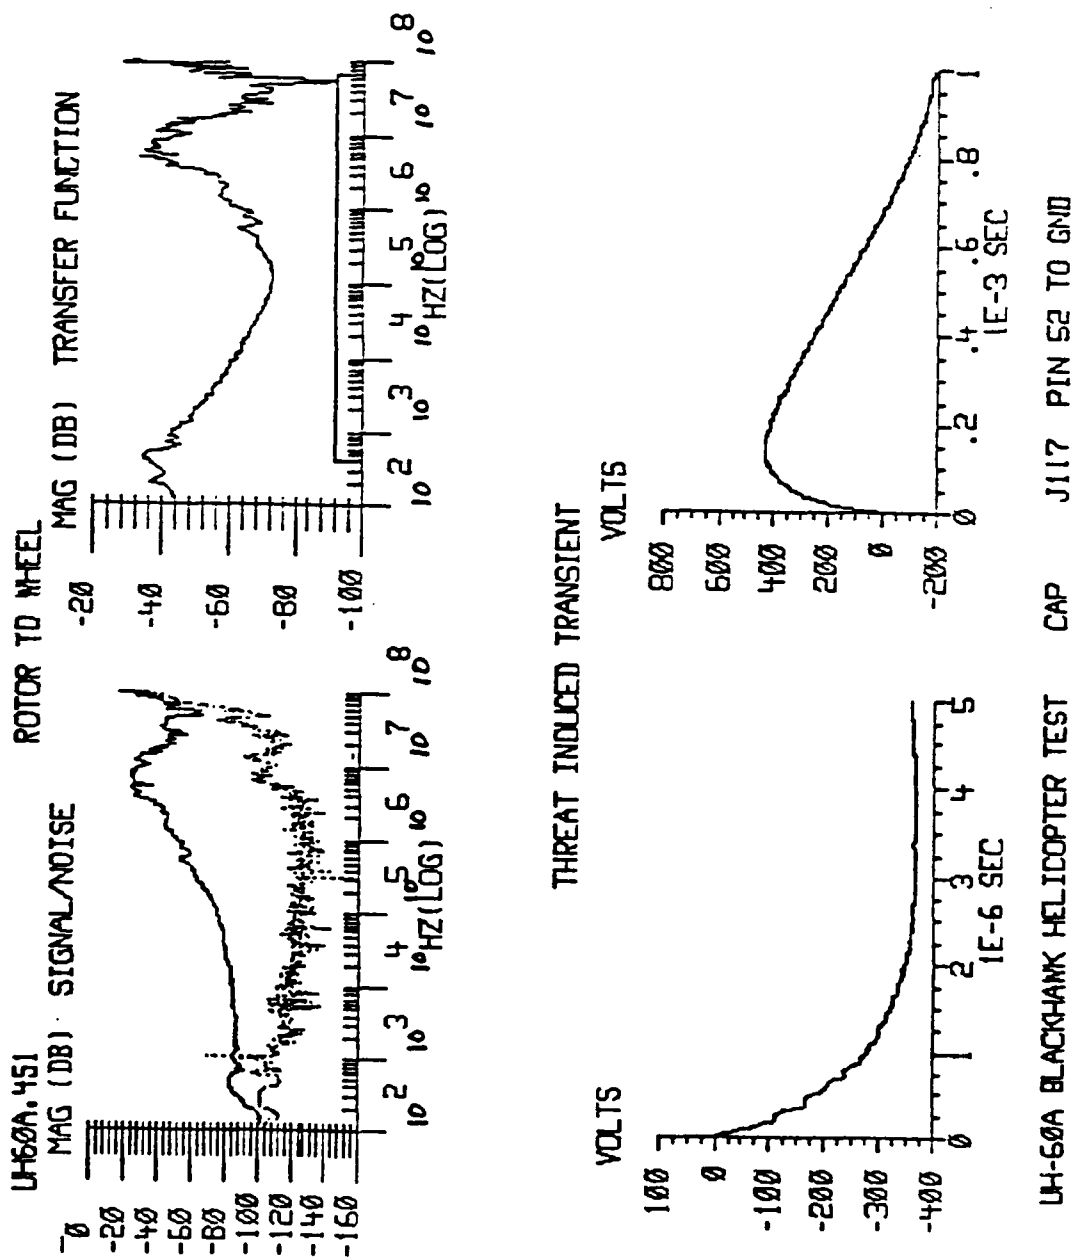 UH60A.451
ROTOR TO WHEEL
MAG (DB) SIGNAL/NOISE
0
-20
-40
-60
-80
-100
-120
-140
-160
10 2 10 3 10 4 10 5 10 6 10 7 10 8
HZ(LOG)
MAG (DB) TRANSFER FUNCTION
-20
-40
-60
-80
-100
10 2 10 3 10 4 10 5 10 6 10 7 10 8
HZ(LOG)
THREAT INDUCED TRANSIENT
VOLTS
100
0
-100
-200
-300
-400
0 1 2 3 4 5
1E-6 SEC
VOLTS
800
600
400
200
0
-200
0 .2 .4 .6 .8 1
1E-3 SEC
UH-60A BLACKHAWK HELICOPTER TEST CAP J117 PIN 52 TO GND